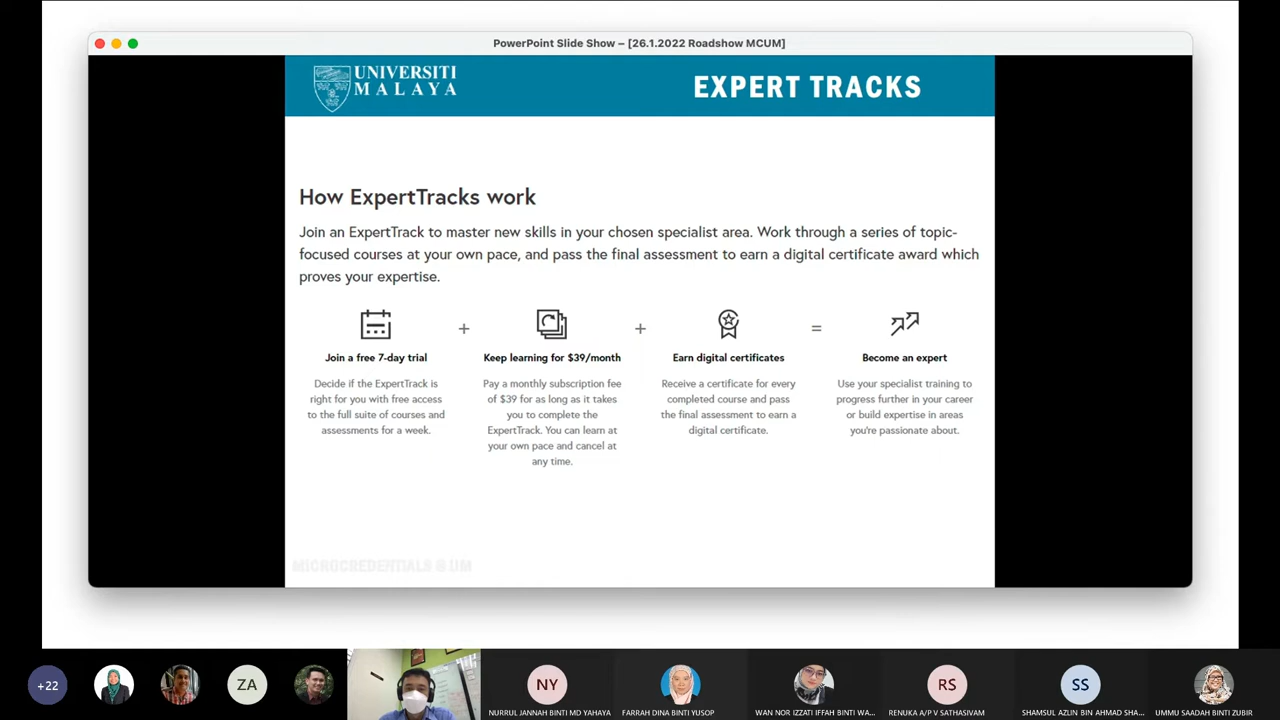 PowerPoint Slide Show – [26.1.2022 Roadshow MCUM]
UNIVERSITI
MALAYA
EXPERT TRACKS
How ExpertTracks work
Join an ExpertTrack to master new skills in your chosen specialist area. Work through a series of topic-
focused courses at your own pace, and pass the final assessment to earn a digital certificate award which
proves your expertise.
+
+
=
Join a free 7-day trial
Decide if the ExpertTrack is
right for you with free access
to the full suite of courses and
assessments for a week.
Keep learning for $39/month
Pay a monthly subscription fee
of $39 for as long as it takes
you to complete the
ExpertTrack. You can learn at
your own pace and cancel at
any time.
Earn digital certificates
Receive a certificate for every
completed course and pass
the final assessment to earn a
digital certificate.
Become an expert
Use your specialist training to
progress further in your career
or build expertise in areas
you're passionate about.
MICROCREDENTIALS @ UM
+22
ZA
NY
RS
SS
NURRUL JANNAH BINTI MD YAHAYA
FARRAH DINA BINTI YUSOP
WAN NOR IZZATI IFFAH BINTI WA...
RENUKA A/P V SATHASIVAM
SHAMSUL AZLIN BIN AHMAD SHA...
UMMU SAADAH BINTI ZUBIR